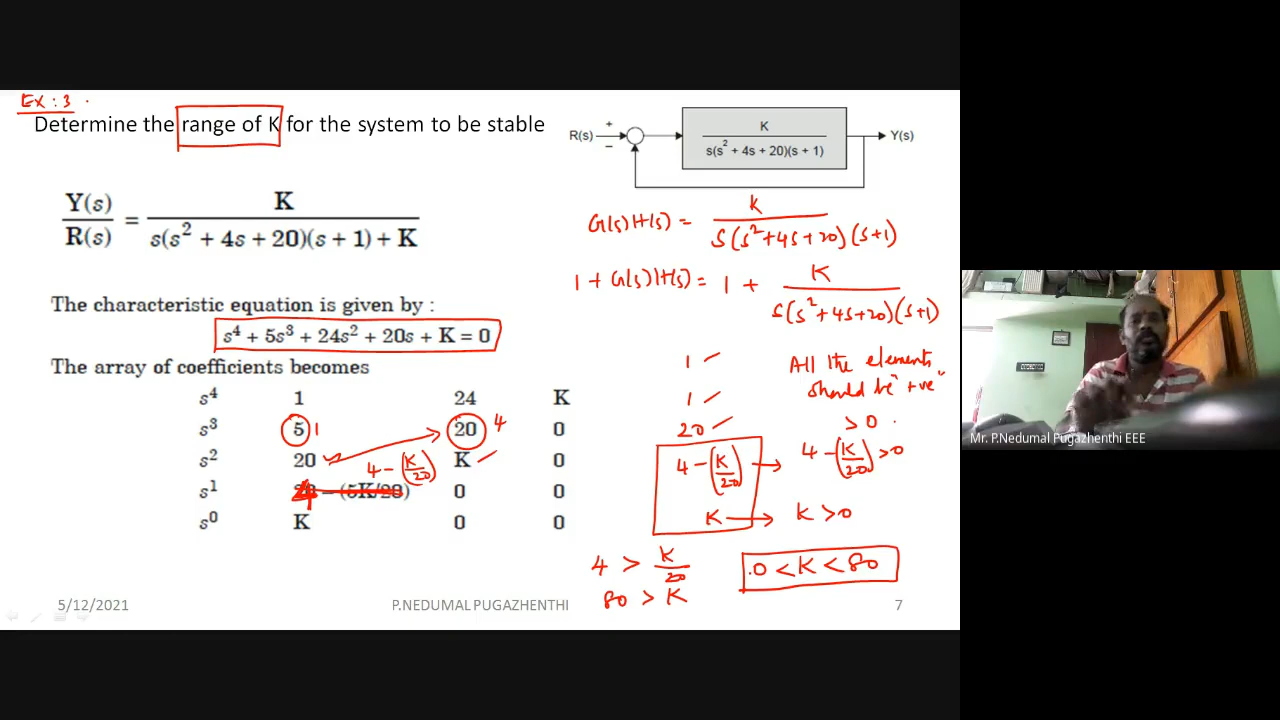 Ex : 3
Determine the range of K for the system to be stable
R(s)
+
−
K
s(s² + 4s + 20)(s + 1)
Y(s)
Y(s)
R(s)
=
K
s(s² + 4s + 20)(s + 1) + K
G(s)H(s) =
K
s(s²+4s+20)(s+1)
1 + G(s)H(s) = 1 +
K
s(s²+4s+20)(s+1)
The characteristic equation is given by :
s⁴ + 5s³ + 24s² + 20s + K = 0
The array of coefficients becomes
s⁴ 1 24 K
s³ 5 1 20 4 0
s² 20 K 0
4 − (K/20)
s¹ 4 − (5K/20) 0 0
s⁰ K 0 0
1
1
20
4 − (K/20)
K
All the elements
should be "+ve"
> 0
4 − (K/20) > 0
K > 0
4 > K/20
80 > K
0 < K < 80
5/12/2021
P.NEDUMAL PUGAZHENTHI
7
Mr. P.Nedumal Pugazhenthi EEE